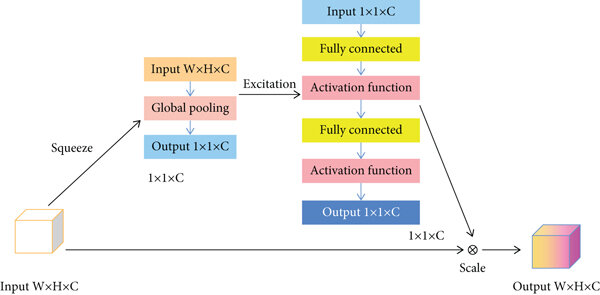 Input 1×1×C
Fully connected
Activation function
Fully connected
Activation function
Output 1×1×C
Input W×H×C
Global pooling
Output 1×1×C
1×1×C
Squeeze
Excitation
1×1×C
Scale
Input W×H×C
Output W×H×C